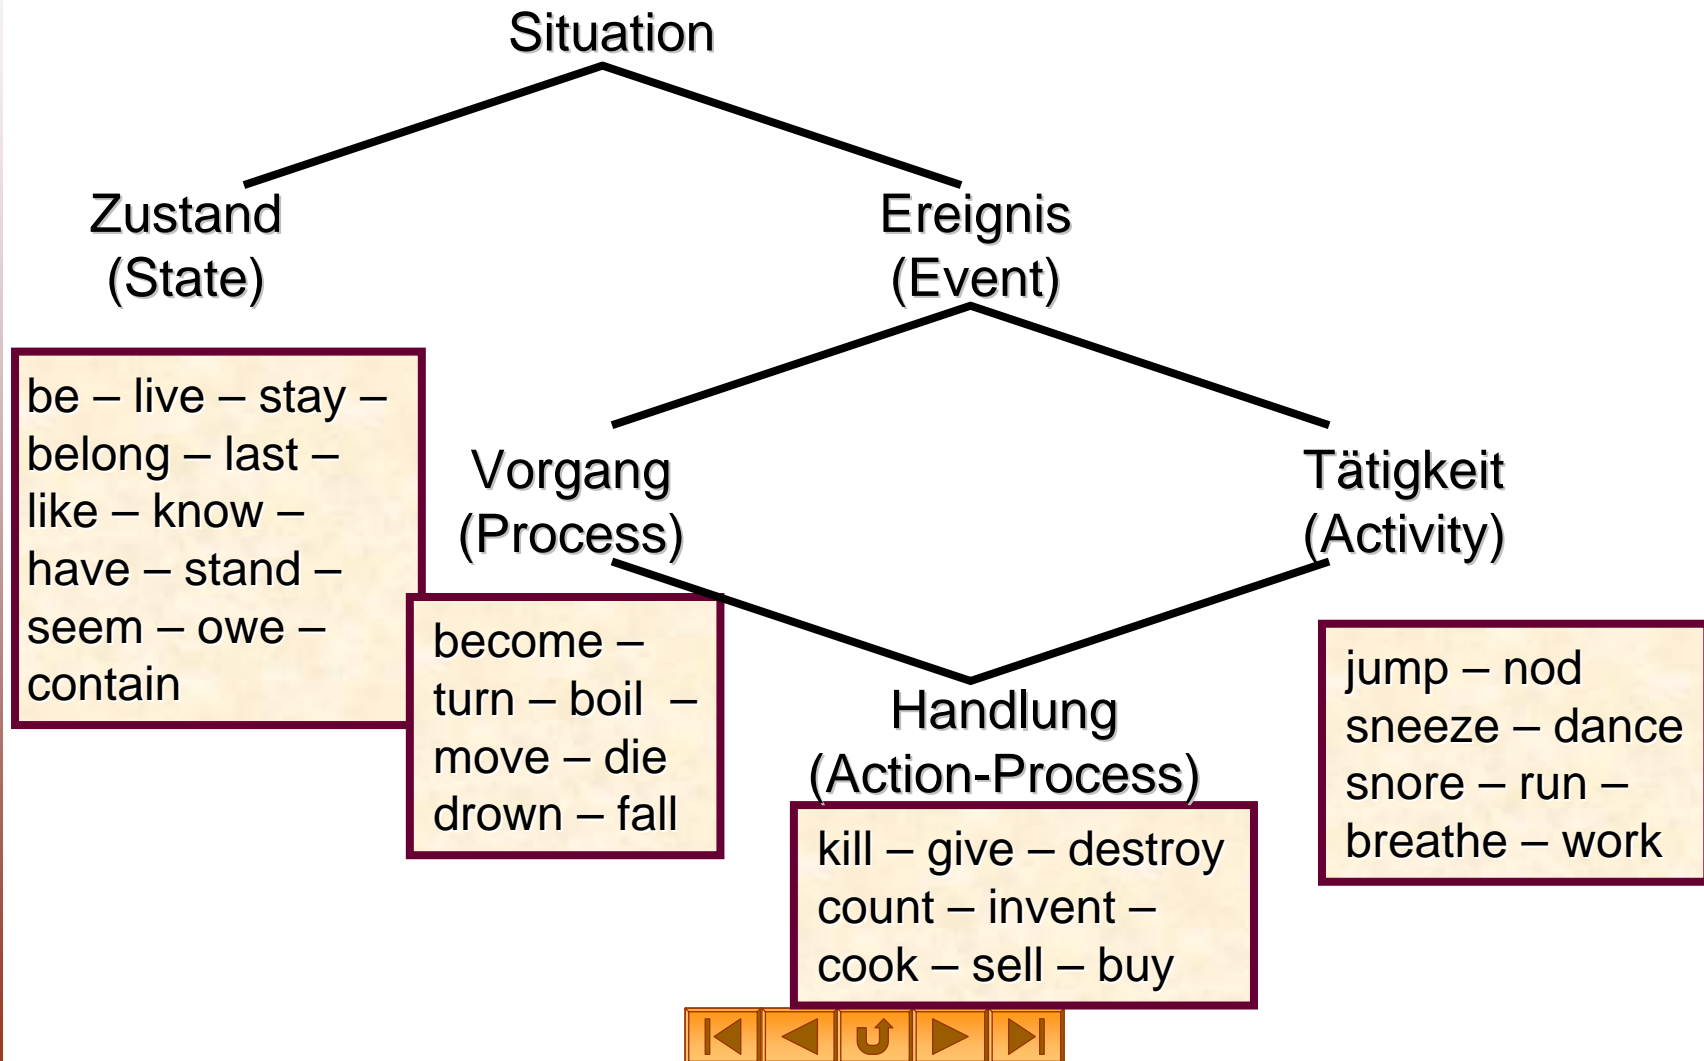 Situation
Zustand
(State)
Ereignis
(Event)
be – live – stay –
belong – last –
like – know –
have – stand –
seem – owe –
contain
Vorgang
(Process)
Tätigkeit
(Activity)
become –
turn – boil –
move – die
drown – fall
Handlung
(Action-Process)
kill – give – destroy
count – invent –
cook – sell – buy
jump – nod
sneeze – dance
snore – run –
breathe – work